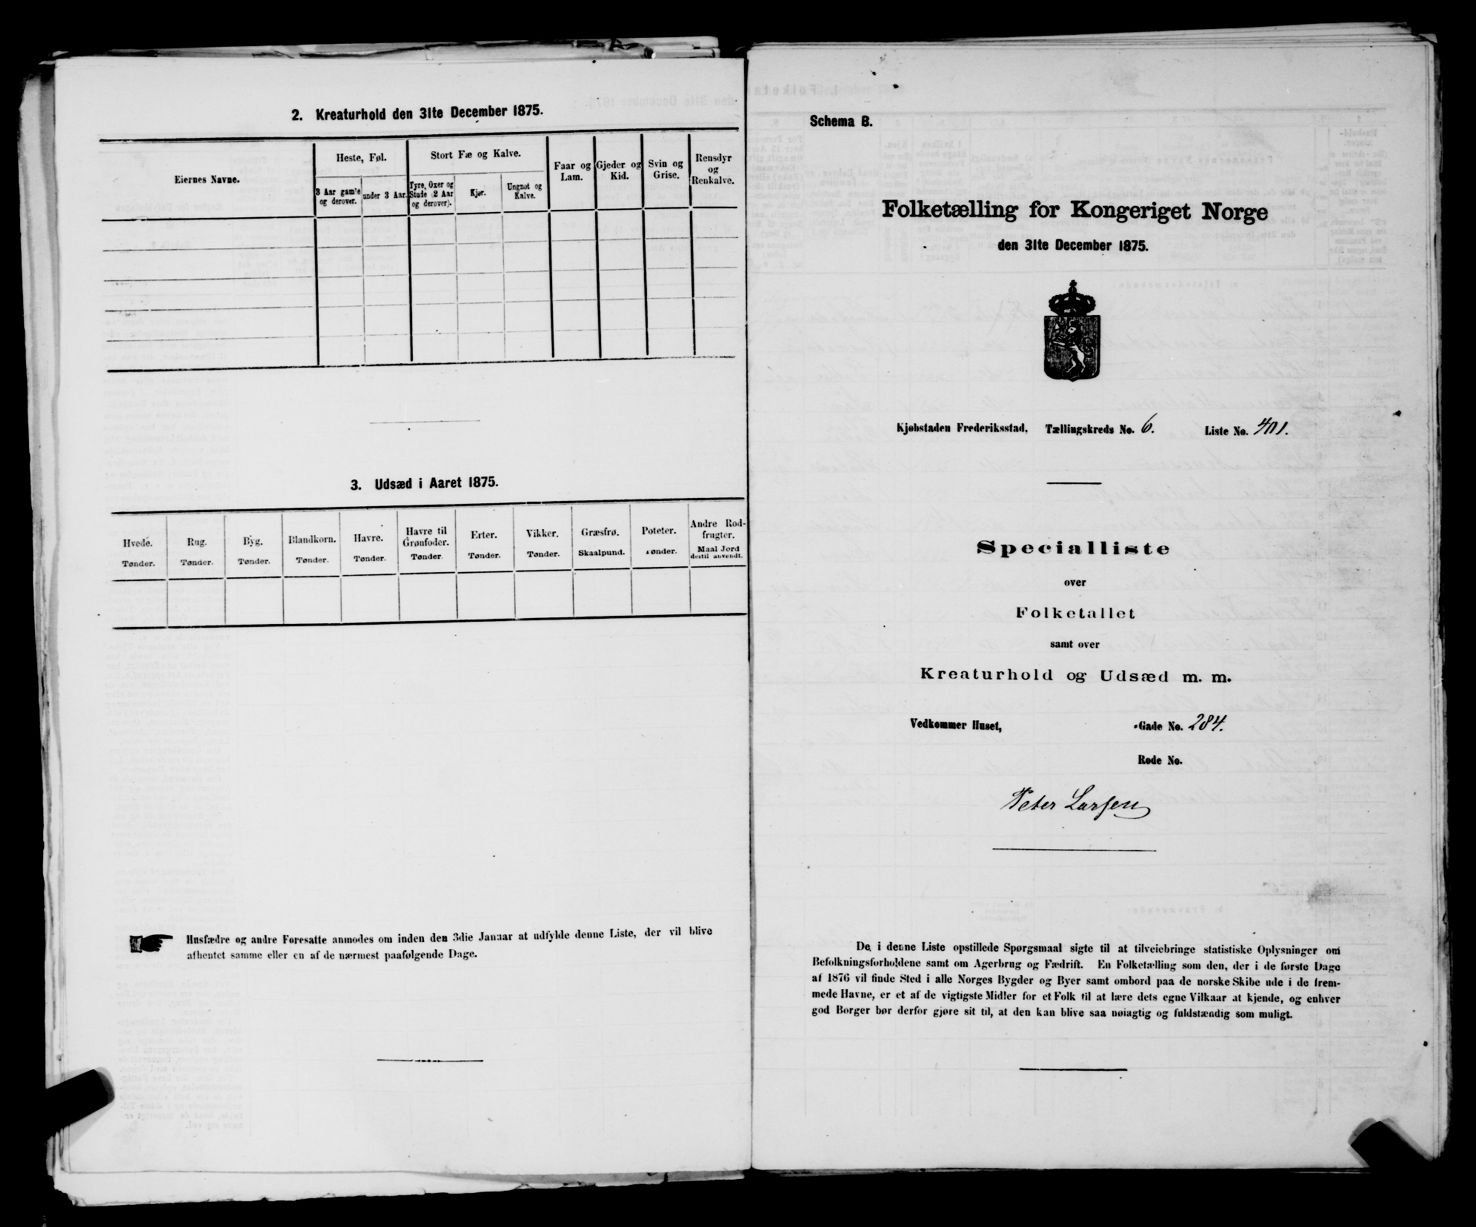 2. Kreaturhold den 31te December 1875.
Eiernes Navne.
Heste, Føl.
Stort Fæ og Kalve.
Faar og Lam.
Gjeder og Kid.
Svin og Grise.
Rensdyr og Renkalve.
3 Aar gamle og derover.
under 3 Aar.
Tyre, Oxer og Stude (2 Aar og derover).
Kjør.
Ungnøt og Kalve.
3. Udsæd i Aaret 1875.
Hvede. Rug. Byg. Blandkorn. Havre. Havre til Grønfoder. Erter. Vikker. Græsfrø. Poteter. Andre Rodfrugter.
Tønder. Tønder. Tønder. Tønder. Tønder. Tønder. Tønder. Tønder. Skaalpund. Tønder. Maal Jord dertil anvendt.
Husfædre og andre Foresatte anmodes om inden den 3die Januar at udfylde denne Liste, der vil blive
afhentet samme eller en af de nærmest paafølgende Dage.
Schema B.
Folketælling for Kongeriget Norge
den 31te December 1875.
Kjøbstaden Frederiksstad. Tællingskreds No. 6. Liste No. 401.
Specialliste
over
Folketallet
samt over
Kreaturhold og Udsæd m. m.
Vedkommer Huset, -Gade No. 284.
Rode No.
Peter Larsen
De i denne Liste opstillede Spørgsmaal sigte til at tilveiebringe statistiske Oplysninger om
Befolkningsforholdene samt om Agerbrug og Fædrift. En Folketælling som den, der i de første Dage
af 1876 vil finde Sted i alle Norges Bygder og Byer samt ombord paa de norske Skibe ude i de frem-
mede Havne, er et af de vigtigste Midler for et Folk til at lære dets egne Vilkaar at kjende, og enhver
god Borger bør derfor gjøre sit til, at den kan blive saa nøiagtig og fuldstændig som muligt.